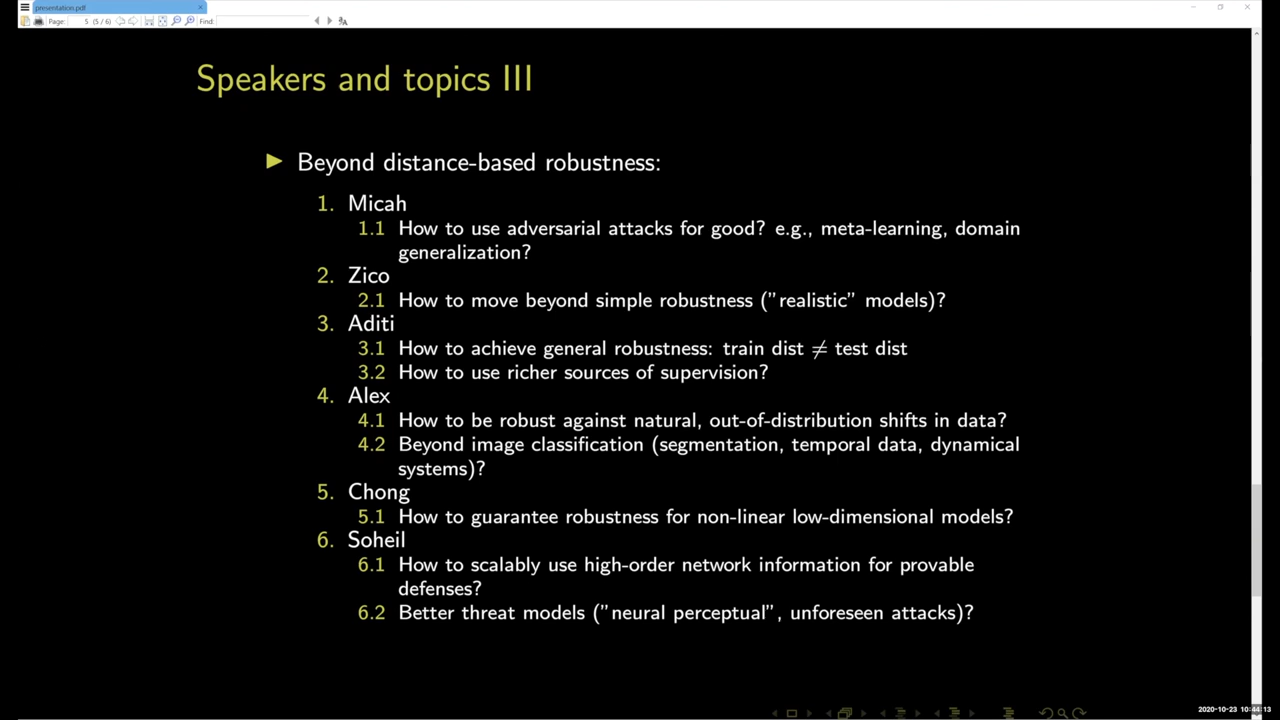 presentation.pdf
Page: 5 (5 / 6) Find:
Speakers and topics III
Beyond distance-based robustness:
1. Micah
1.1 How to use adversarial attacks for good? e.g., meta-learning, domain
generalization?
2. Zico
2.1 How to move beyond simple robustness ("realistic" models)?
3. Aditi
3.1 How to achieve general robustness: train dist ≠ test dist
3.2 How to use richer sources of supervision?
4. Alex
4.1 How to be robust against natural, out-of-distribution shifts in data?
4.2 Beyond image classification (segmentation, temporal data, dynamical
systems)?
5. Chong
5.1 How to guarantee robustness for non-linear low-dimensional models?
6. Soheil
6.1 How to scalably use high-order network information for provable
defenses?
6.2 Better threat models ("neural perceptual", unforeseen attacks)?
2020-10-23 10:44:13